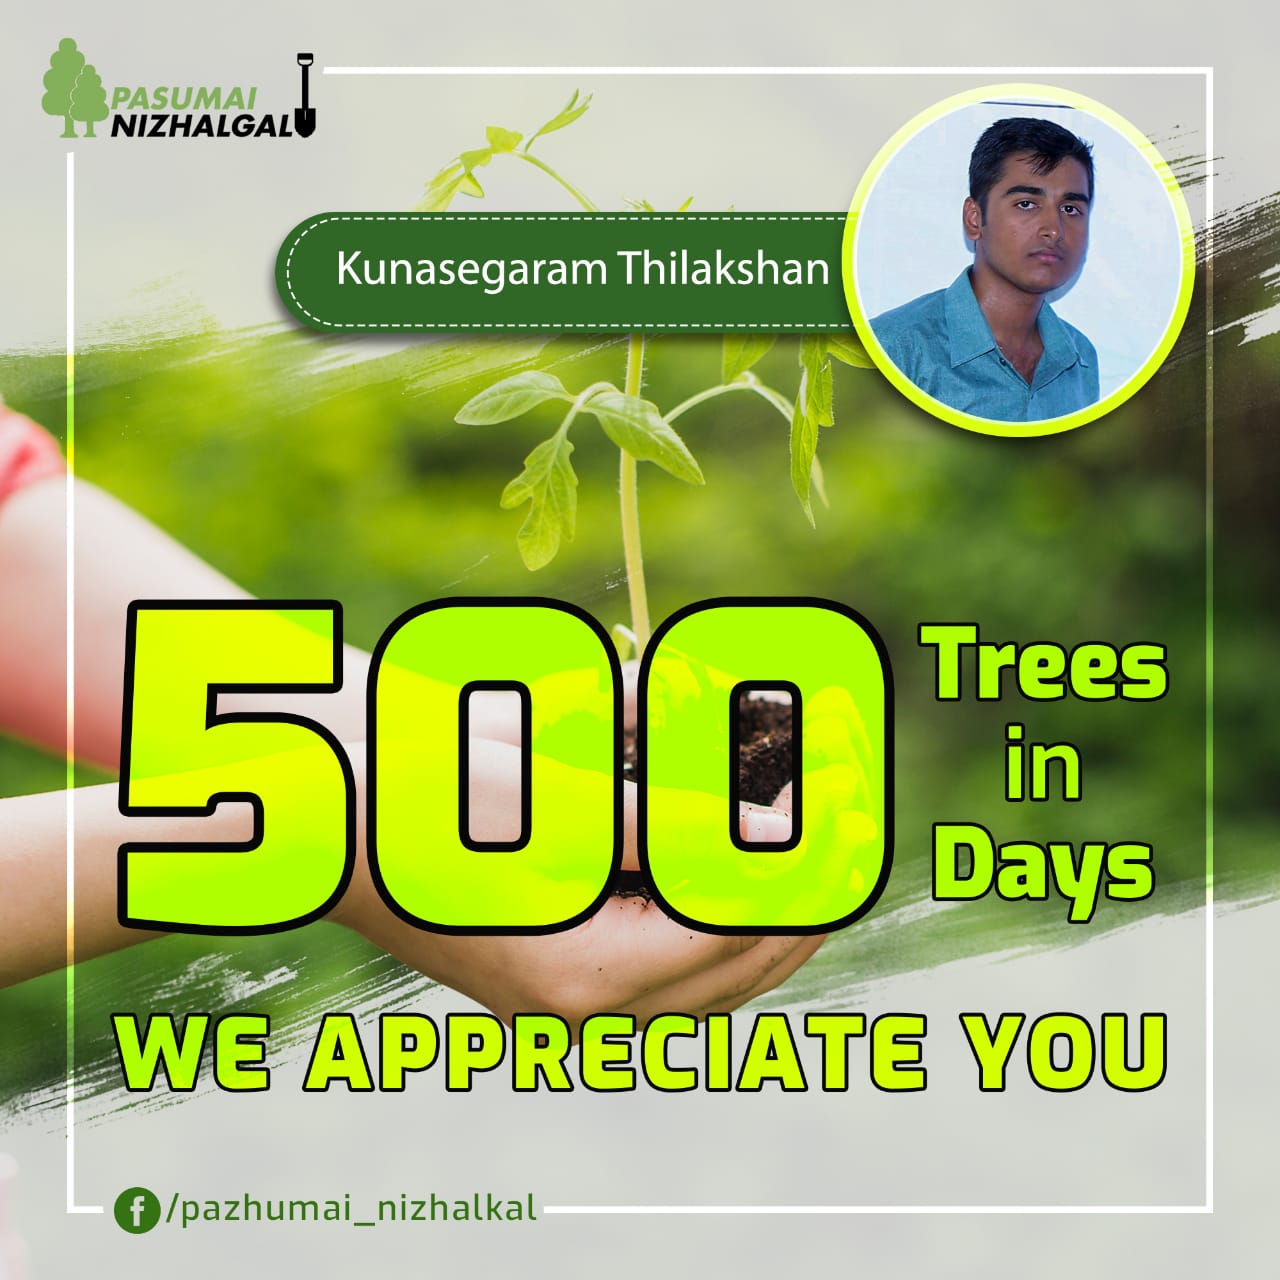 PASUMAI
NIZHALGAL
Kunasegaram Thilakshan
500
Trees
in
Days
WE APPRECIATE YOU
f/pazhumai_nizhalkal